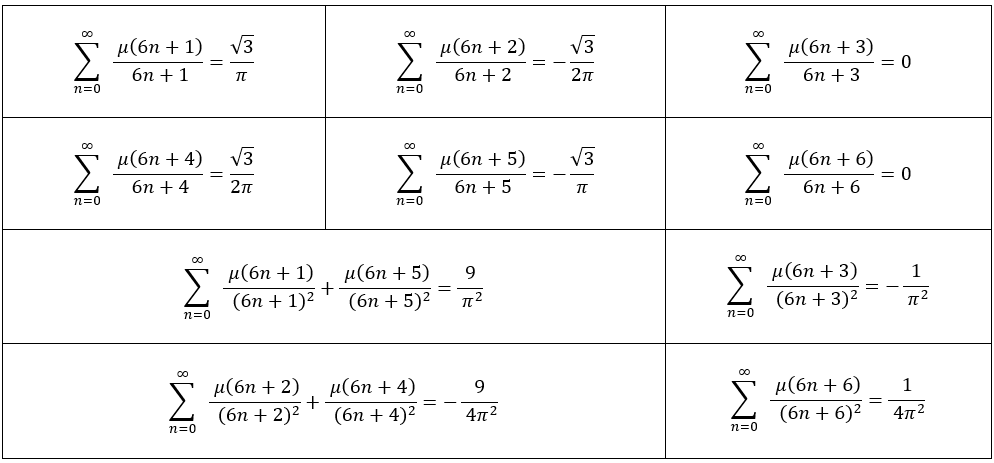 $\sum_{n=0}^{\infty} \frac{\mu(6n+1)}{6n+1} = \frac{\sqrt{3}}{\pi}$
$\sum_{n=0}^{\infty} \frac{\mu(6n+2)}{6n+2} = -\frac{\sqrt{3}}{2\pi}$
$\sum_{n=0}^{\infty} \frac{\mu(6n+3)}{6n+3} = 0$
$\sum_{n=0}^{\infty} \frac{\mu(6n+4)}{6n+4} = \frac{\sqrt{3}}{2\pi}$
$\sum_{n=0}^{\infty} \frac{\mu(6n+5)}{6n+5} = -\frac{\sqrt{3}}{\pi}$
$\sum_{n=0}^{\infty} \frac{\mu(6n+6)}{6n+6} = 0$
$\sum_{n=0}^{\infty} \frac{\mu(6n+1)}{(6n+1)^2} + \frac{\mu(6n+5)}{(6n+5)^2} = \frac{9}{\pi^2}$
$\sum_{n=0}^{\infty} \frac{\mu(6n+3)}{(6n+3)^2} = -\frac{1}{\pi^2}$
$\sum_{n=0}^{\infty} \frac{\mu(6n+2)}{(6n+2)^2} + \frac{\mu(6n+4)}{(6n+4)^2} = -\frac{9}{4\pi^2}$
$\sum_{n=0}^{\infty} \frac{\mu(6n+6)}{(6n+6)^2} = \frac{1}{4\pi^2}$